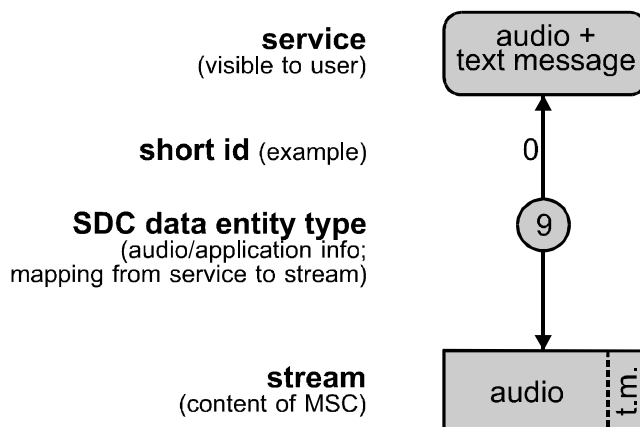 service
(visible to user)
audio +
text message
short id (example)
0
SDC data entity type
(audio/application info;
mapping from service to stream)
9
stream
(content of MSC)
audio
t.m.